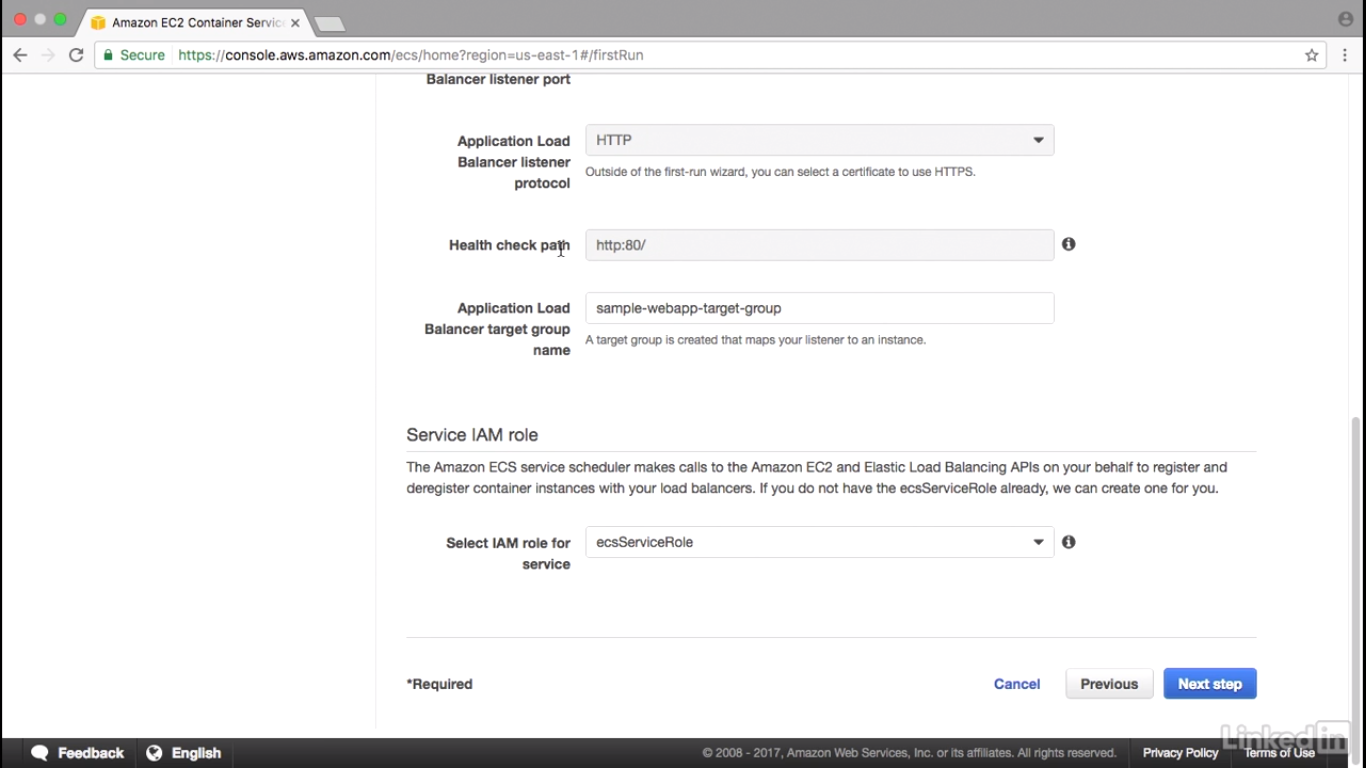 Amazon EC2 Container Servic
Secure https://console.aws.amazon.com/ecs/home?region=us-east-1#/firstRun
Balancer listener port
Application Load
Balancer listener
protocol
HTTP
Outside of the first-run wizard, you can select a certificate to use HTTPS.
Health check path
http:80/
Application Load
Balancer target group
name
sample-webapp-target-group
A target group is created that maps your listener to an instance.
Service IAM role
The Amazon ECS service scheduler makes calls to the Amazon EC2 and Elastic Load Balancing APIs on your behalf to register and
deregister container instances with your load balancers. If you do not have the ecsServiceRole already, we can create one for you.
Select IAM role for
service
ecsServiceRole
*Required
Cancel
Previous
Next step
Feedback
English
© 2008 - 2017, Amazon Web Services, Inc. or its affiliates. All rights reserved.
Privacy Policy
Terms of Use
Linked in